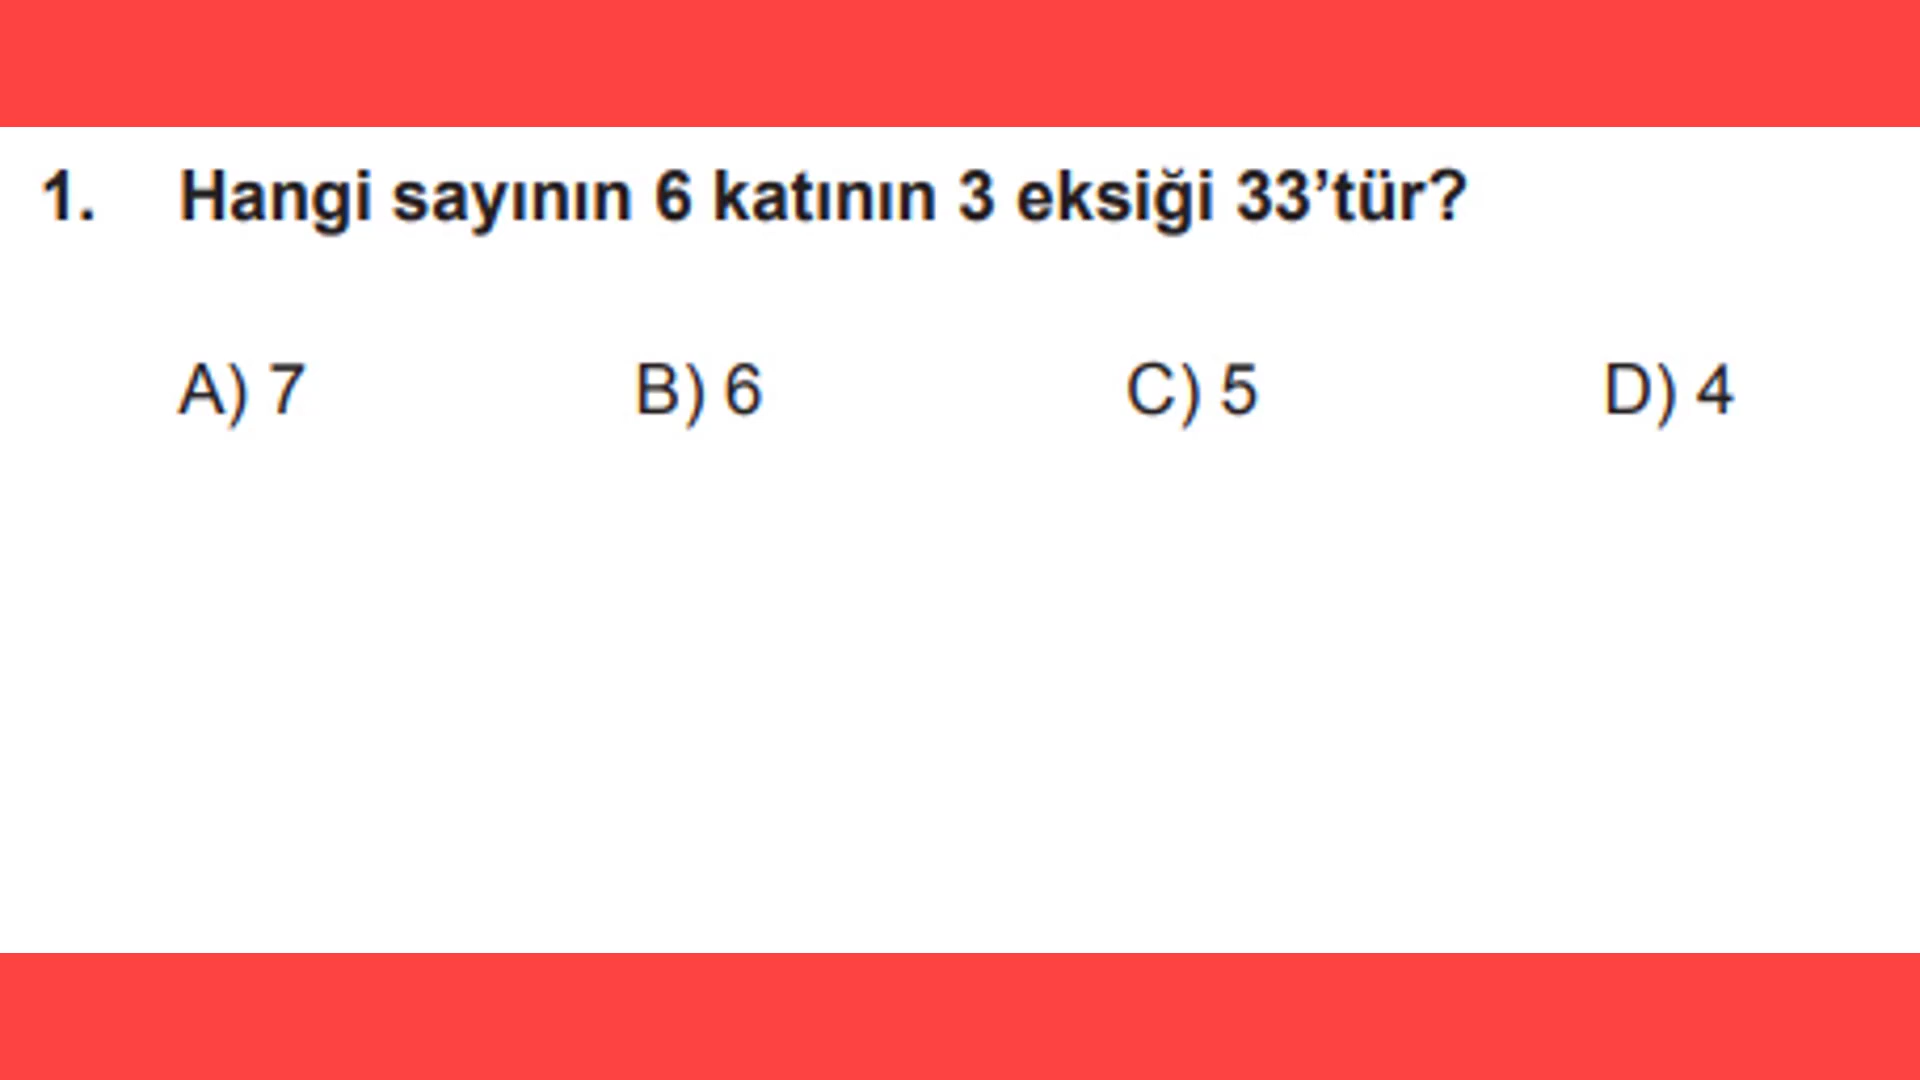 1. Hangi sayının 6 katının 3 eksiği 33’tür?
A) 7 B) 6 C) 5 D) 4